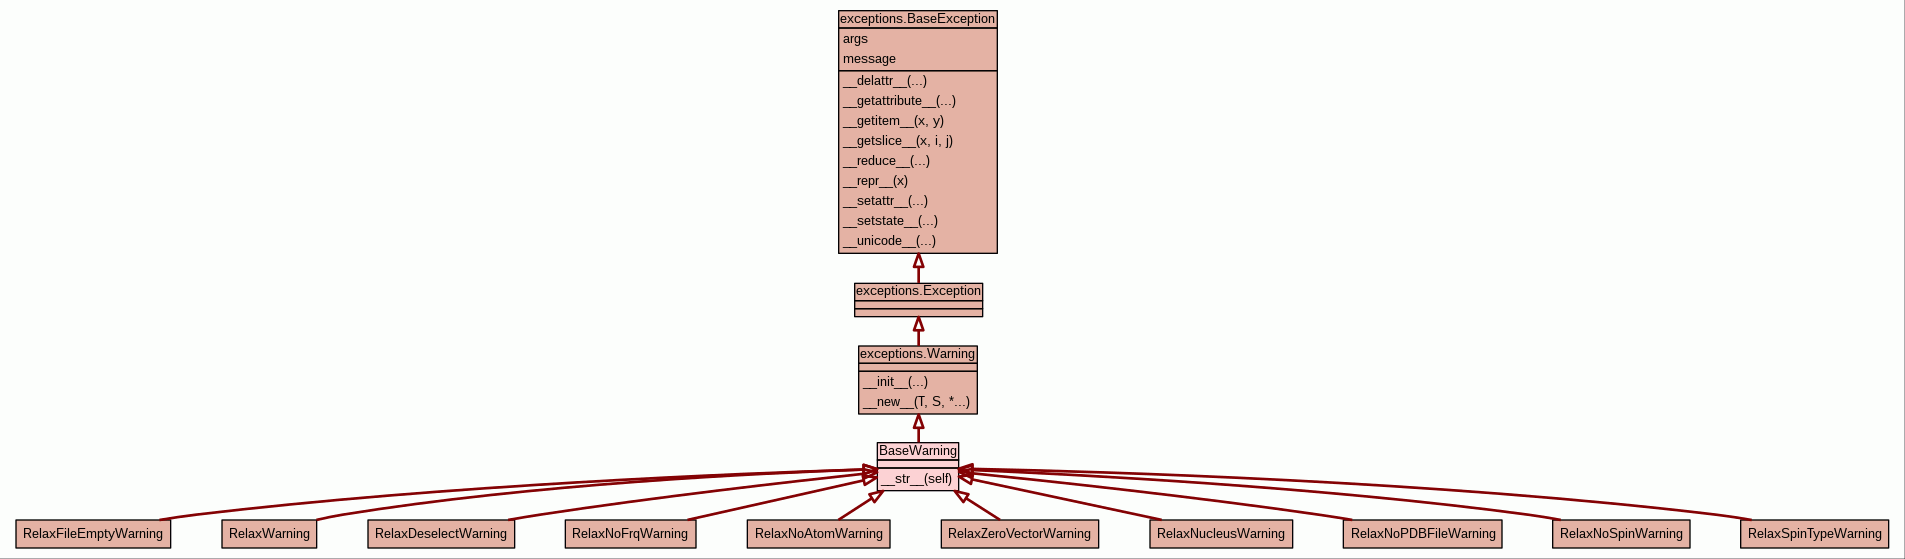 exceptions.BaseException
args
message
__delattr__(...)
__getattribute__(...)
__getitem__(x, y)
__getslice__(x, i, j)
__reduce__(...)
__repr__(x)
__setattr__(...)
__setstate__(...)
__unicode__(...)
exceptions.Exception
exceptions.Warning
__init__(...)
__new__(T, S, *...)
BaseWarning
__str__(self)
RelaxFileEmptyWarning
RelaxWarning
RelaxDeselectWarning
RelaxNoFrqWarning
RelaxNoAtomWarning
RelaxZeroVectorWarning
RelaxNucleusWarning
RelaxNoPDBFileWarning
RelaxNoSpinWarning
RelaxSpinTypeWarning